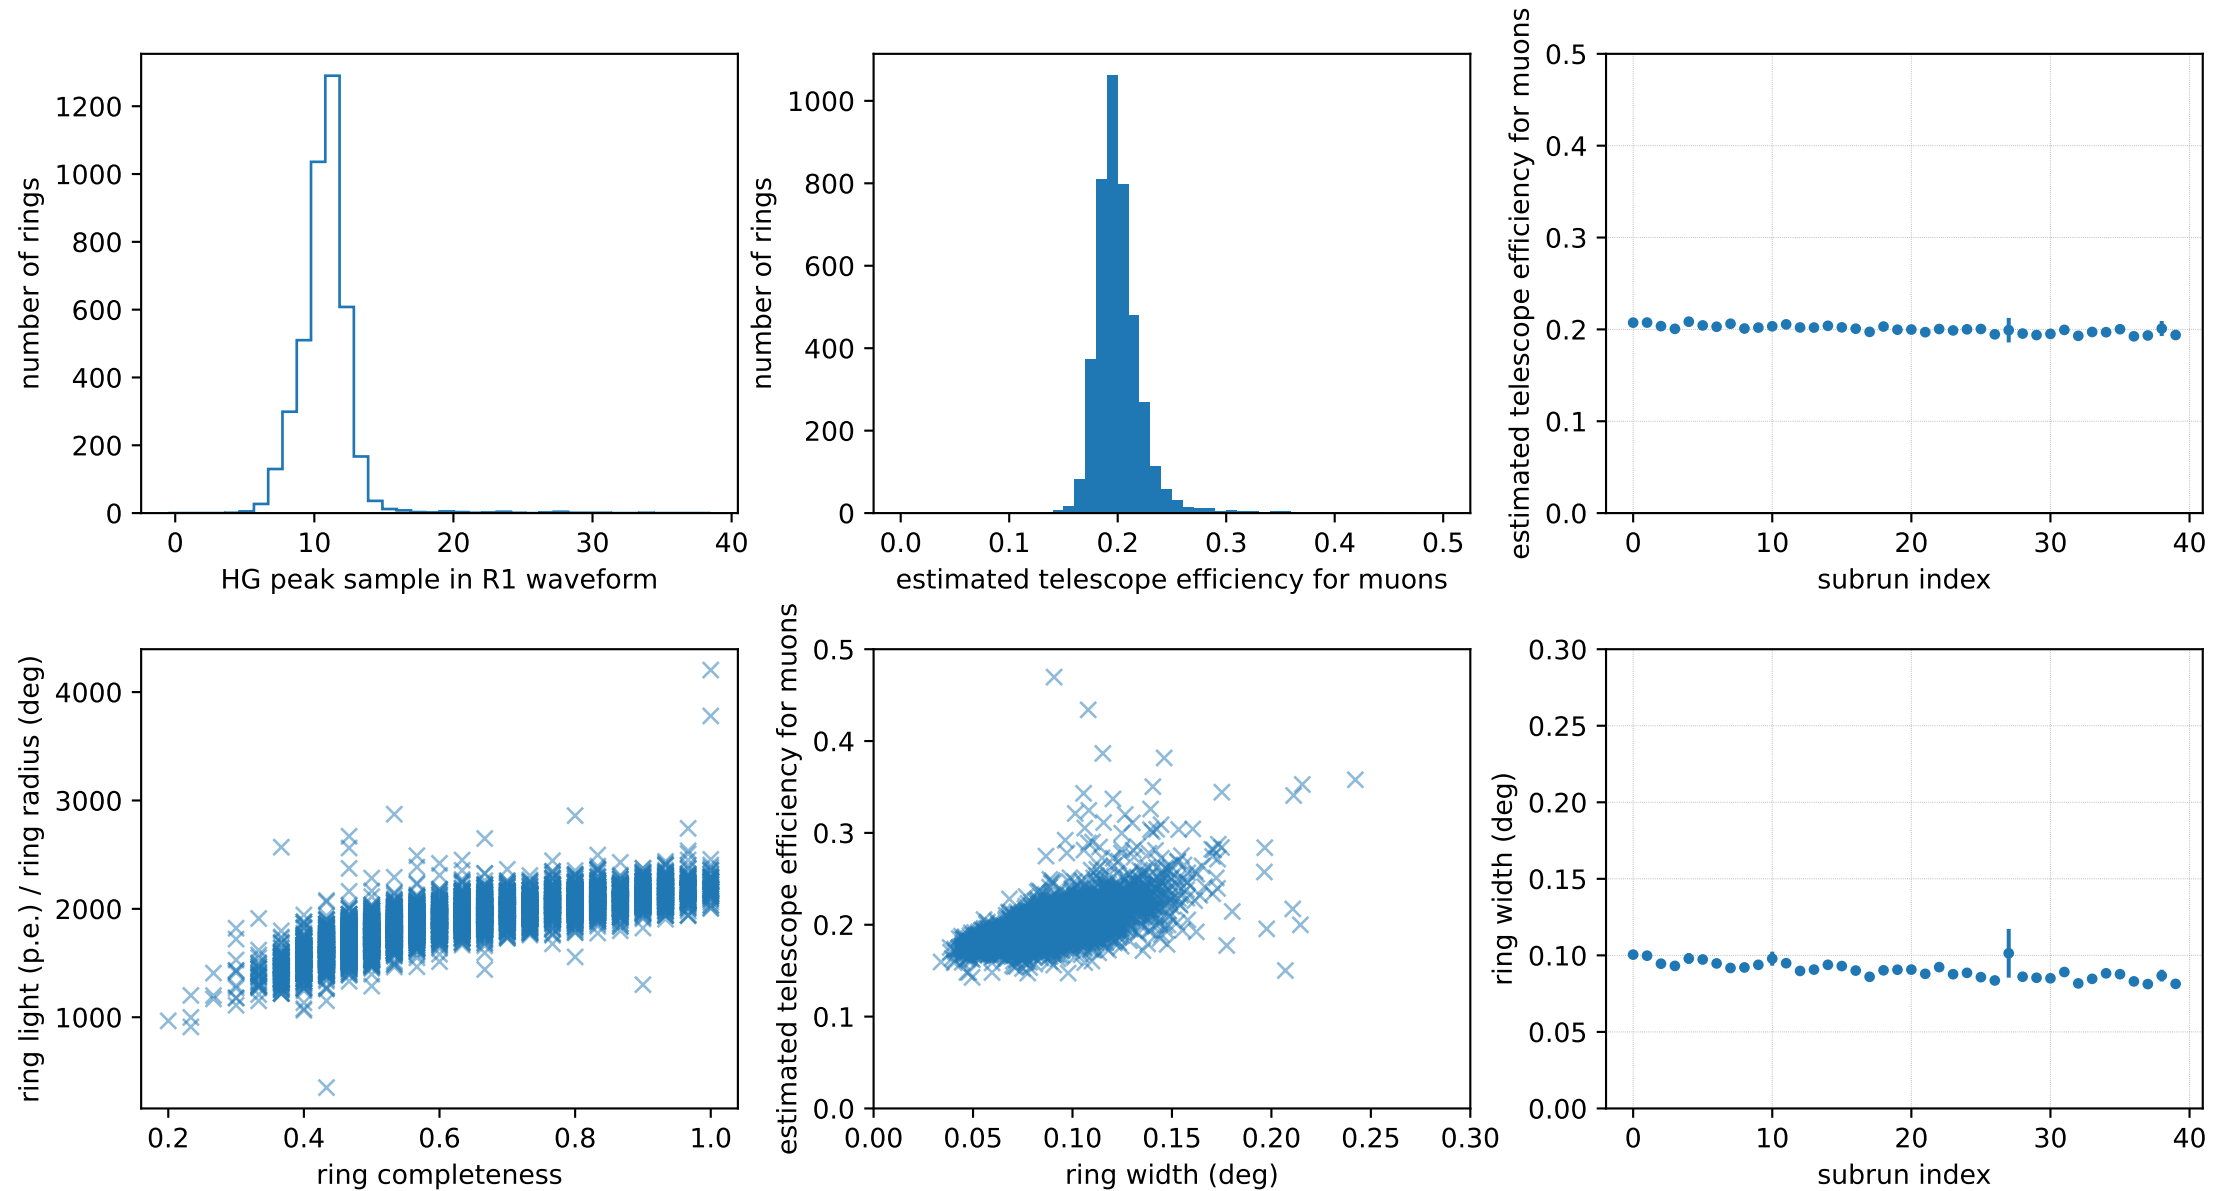 number of rings
1200
1000
800
600
400
200
0
0 10 20 30 40
HG peak sample in R1 waveform
number of rings
1000
800
600
400
200
0
0.0 0.1 0.2 0.3 0.4 0.5
estimated telescope efficiency for muons
estimated telescope efficiency for muons
0.5
0.4
0.3
0.2
0.1
0.0
0 10 20 30 40
subrun index
ring light (p.e.) / ring radius (deg)
4000
3000
2000
1000
0.2 0.4 0.6 0.8 1.0
ring completeness
estimated telescope efficiency for muons
0.5
0.4
0.3
0.2
0.1
0.0
0.00 0.05 0.10 0.15 0.20 0.25 0.30
ring width (deg)
ring width (deg)
0.30
0.25
0.20
0.15
0.10
0.05
0.00
0 10 20 30 40
subrun index